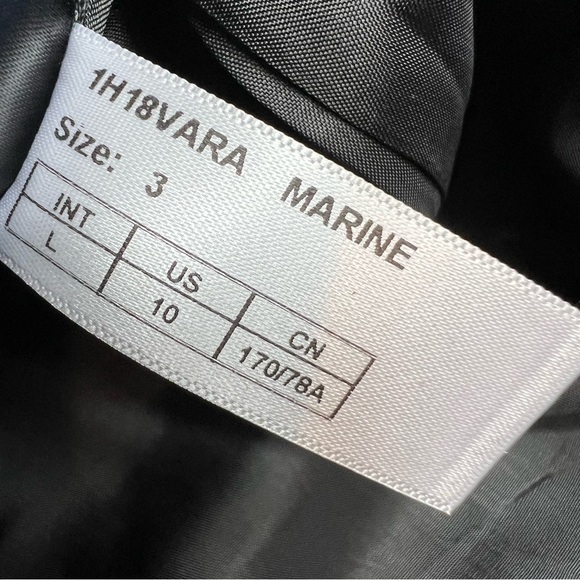 1H18VARA MARINE
Size: 3
INT US CN
L 10 170/78A